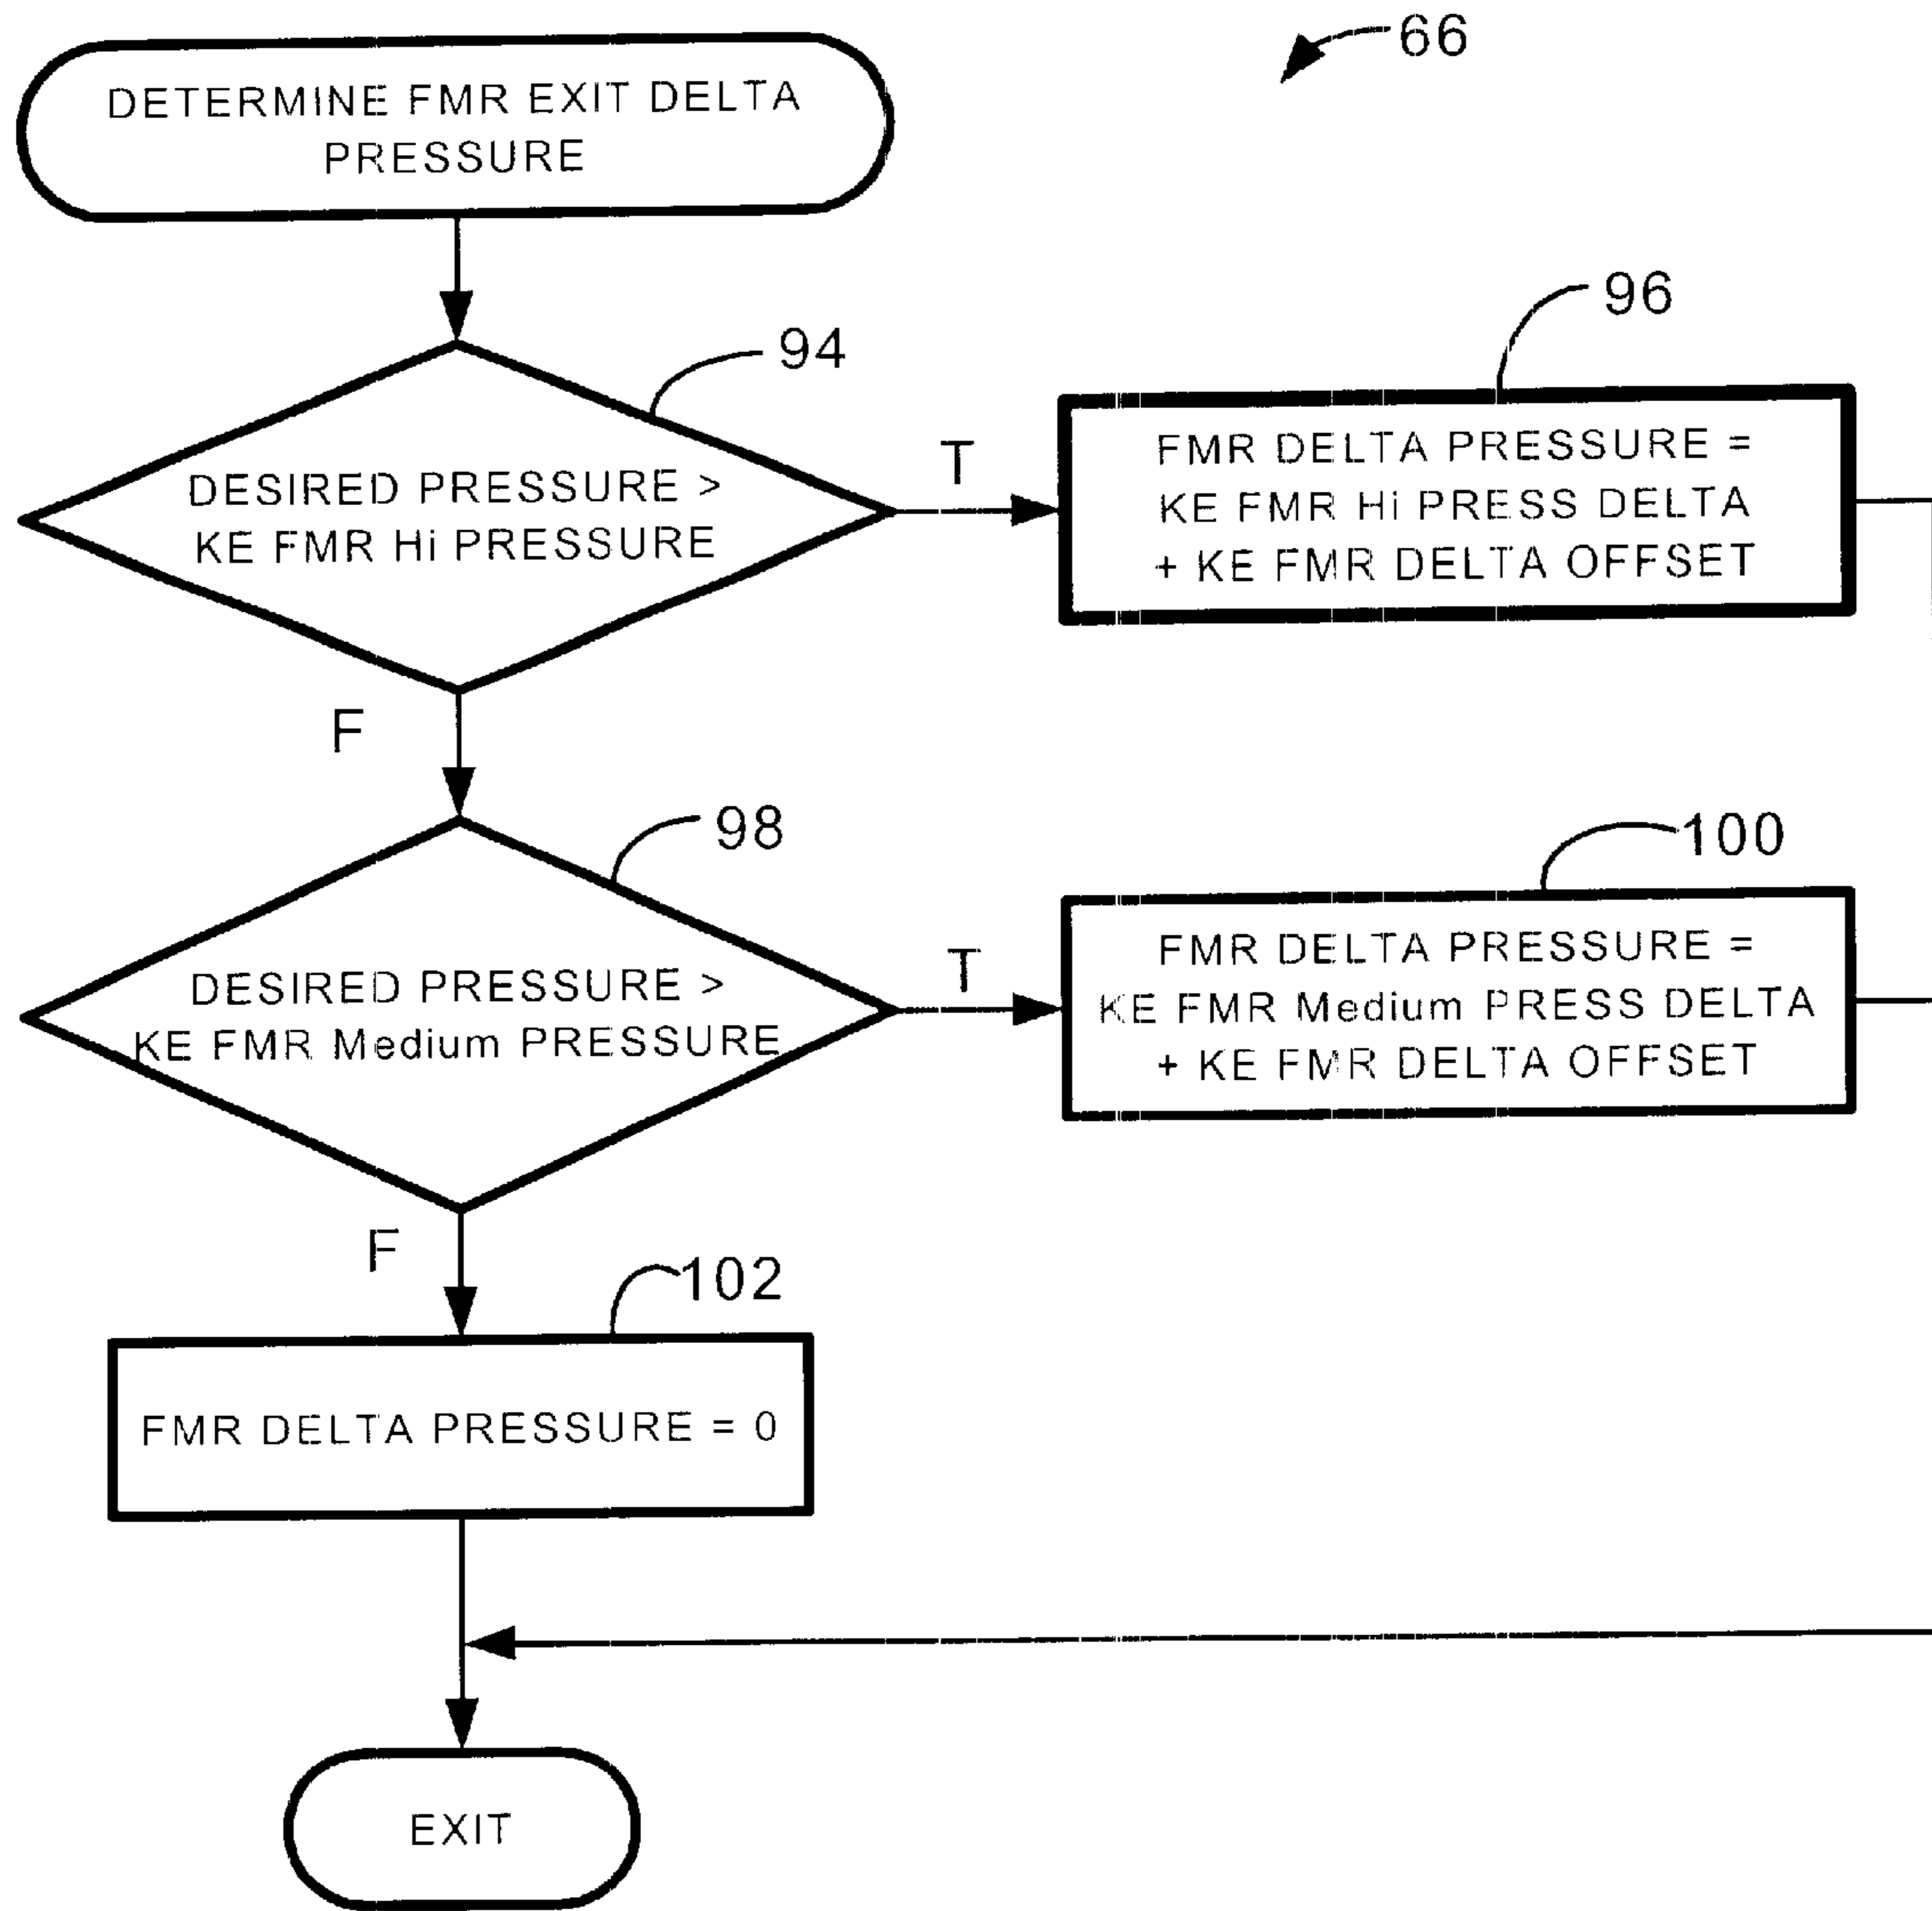 66
DETERMINE FMR EXIT DELTA
PRESSURE
94
DESIRED PRESSURE >
KE FMR Hi PRESSURE
T
F
96
FMR DELTA PRESSURE =
KE FMR Hi PRESS DELTA
+ KE FMR DELTA OFFSET
98
DESIRED PRESSURE >
KE FMR Medium PRESSURE
T
F
100
FMR DELTA PRESSURE =
KE FMR Medium PRESS DELTA
+ KE FMR DELTA OFFSET
102
FMR DELTA PRESSURE = 0
EXIT